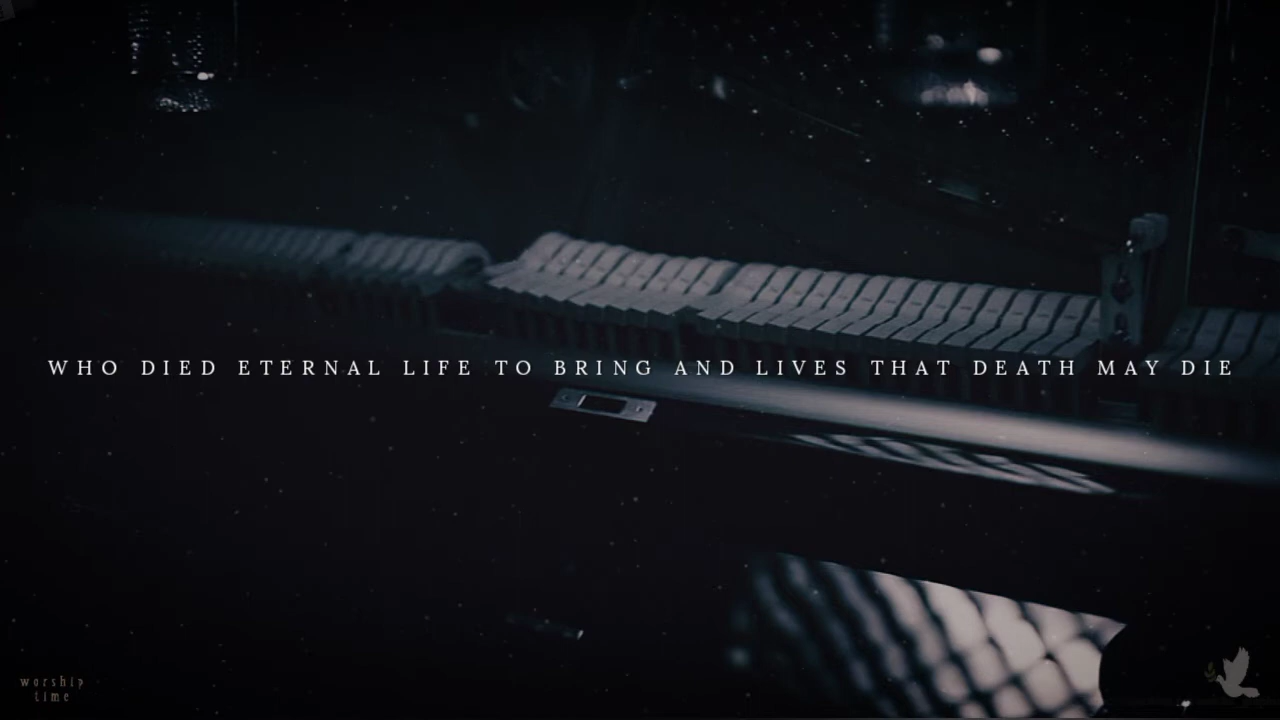 WHO DIED ETERNAL LIFE TO BRING AND LIVES THAT DEATH MAY DIE
worship
time